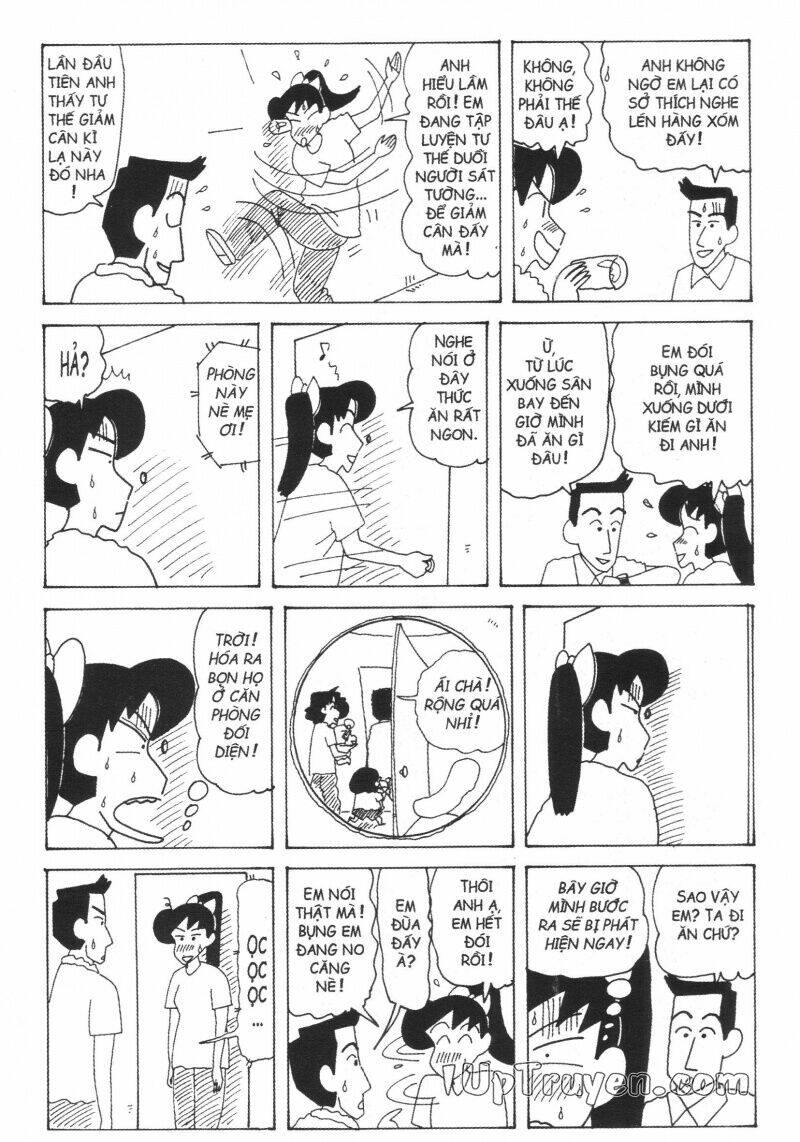 ANH KHÔNG
NGỜ EM LẠI CÓ
SỞ THÍCH NGHE
LÉN HÀNG XÓM
ĐẤY!
KHÔNG,
KHÔNG
PHẢI THẾ
ĐÂU Ạ!
ANH
HIỂU LẦM
RỒI! EM
ĐANG TẬP
LUYỆN TƯ
THẾ DUỖI
NGƯỜI SÁT
TƯỜNG...
ĐỂ GIẢM
CÂN ĐẤY
MÀ!
LẦN ĐẦU
TIÊN ANH
THẤY TƯ
THẾ GIẢM
CÂN KÌ
LẠ NÀY
ĐÓ NHA!
EM ĐÓI
BỤNG QUÁ
RỒI, MÌNH
XUỐNG DƯỚI
KIẾM GÌ ĂN
ĐI ANH!
Ừ,
TỪ LÚC
XUỐNG SÂN
BAY ĐẾN
GIỜ MÌNH
ĐÃ ĂN GÌ
ĐÂU!
NGHE
NÓI Ở
ĐÂY
THỨC
ĂN RẤT
NGON.
PHÒNG
NÀY
NÈ MẸ
ƠI!
HẢ?
ÁI CHÀ!
RỘNG QUÁ
NHỈ!
TRỜI!
HÓA RA
BỌN HỌ
Ở CĂN
PHÒNG
ĐỐI
DIỆN!
SAO VẬY
EM? TA ĐI
ĂN CHỨ?
BÂY GIỜ
MÌNH BƯỚC
RA SẼ BỊ PHÁT
HIỆN NGAY!
THÔI
ANH Ạ,
EM HẾT
ĐÓI
RỒI!
EM
ĐÙA
ĐẤY
À?
EM NÓI
THẬT MÀ!
BỤNG EM
ĐANG NO
CĂNG
NÈ!
ỌC
ỌC
ỌC
...
1UpTruyen.com